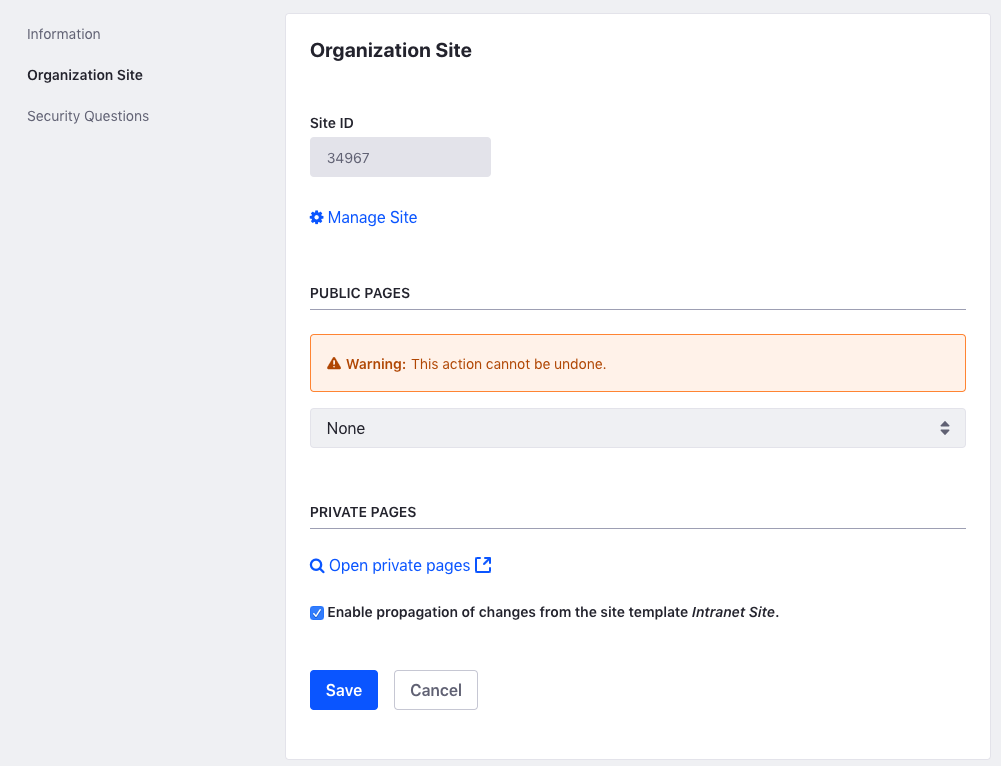 Information
Organization Site
Security Questions
Organization Site
Site ID
34967
Manage Site
PUBLIC PAGES
Warning: This action cannot be undone.
None
PRIVATE PAGES
Open private pages
Enable propagation of changes from the site template Intranet Site.
Save Cancel